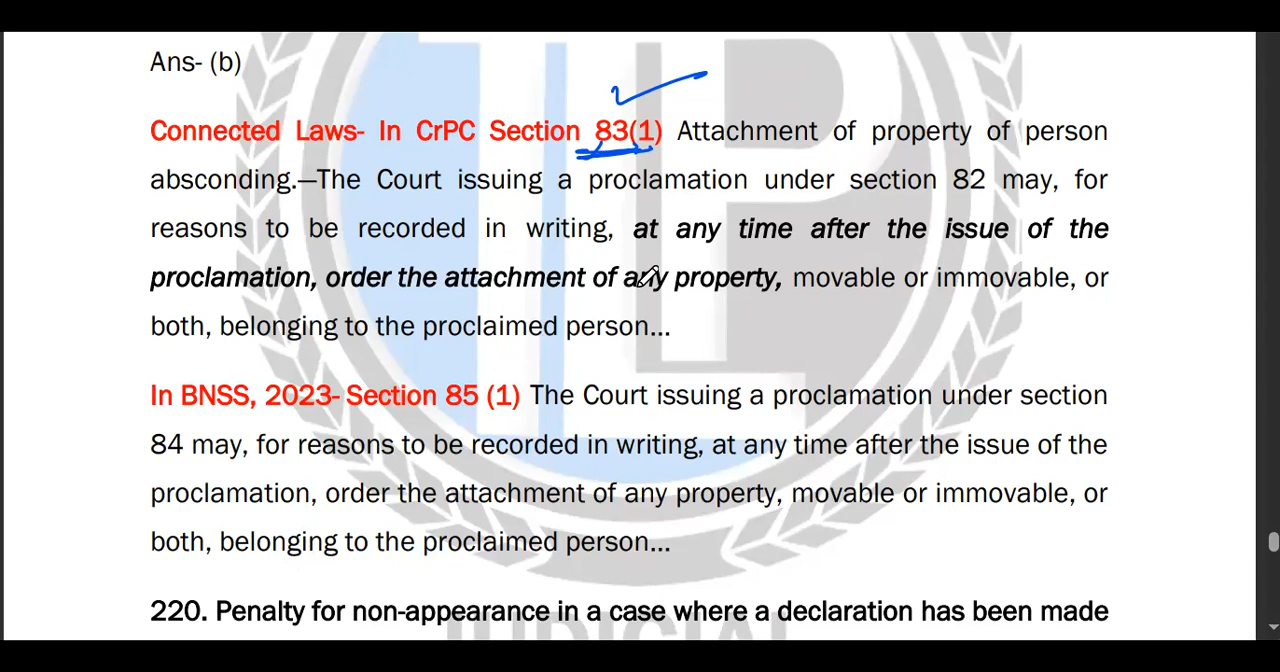 Ans- (b)
Connected Laws- In CrPC Section 83(1) Attachment of property of person
absconding.—The Court issuing a proclamation under section 82 may, for
reasons to be recorded in writing, at any time after the issue of the
proclamation, order the attachment of any property, movable or immovable, or
both, belonging to the proclaimed person...
In BNSS, 2023- Section 85 (1) The Court issuing a proclamation under section
84 may, for reasons to be recorded in writing, at any time after the issue of the
proclamation, order the attachment of any property, movable or immovable, or
both, belonging to the proclaimed person...
220. Penalty for non-appearance in a case where a declaration has been made